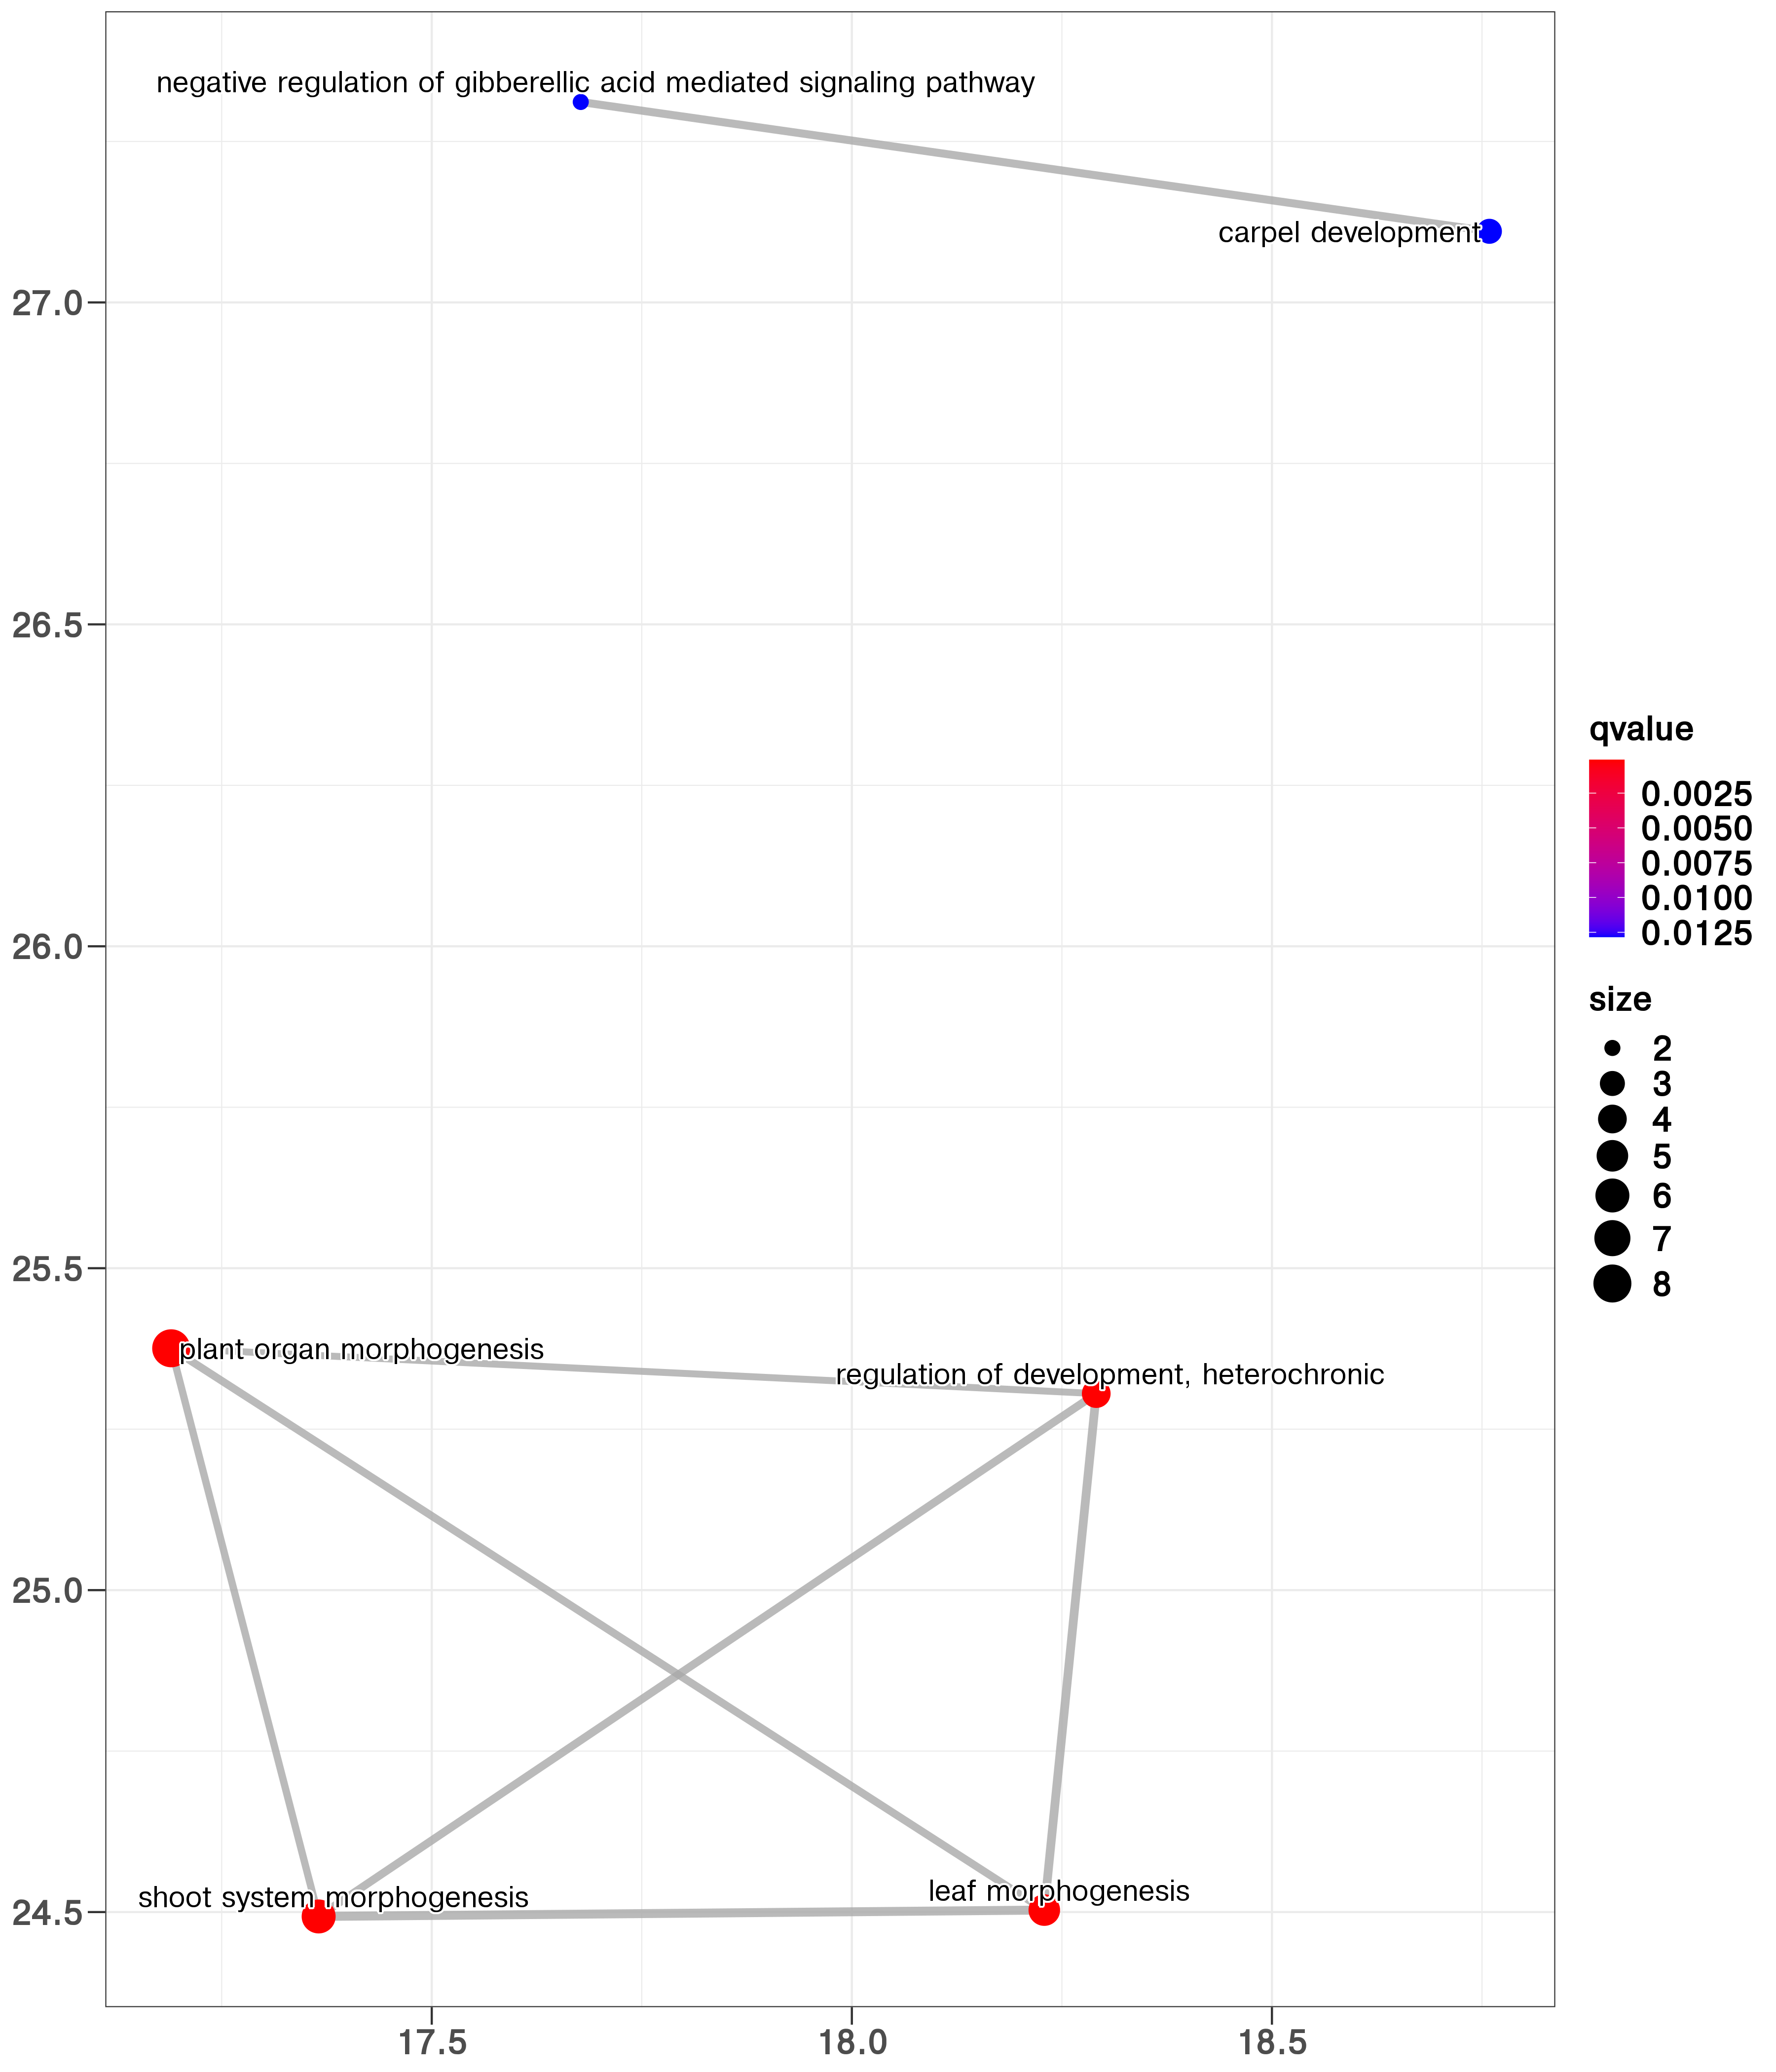 negative regulation of gibberellic acid mediated signaling pathway
carpel development
27.0
26.5
26.0
25.5
25.0
24.5
plant organ morphogenesis
regulation of development, heterochronic
shoot system morphogenesis
leaf morphogenesis
17.5
18.0
18.5
qvalue
0.0025
0.0050
0.0075
0.0100
0.0125
size
2
3
4
5
6
7
8